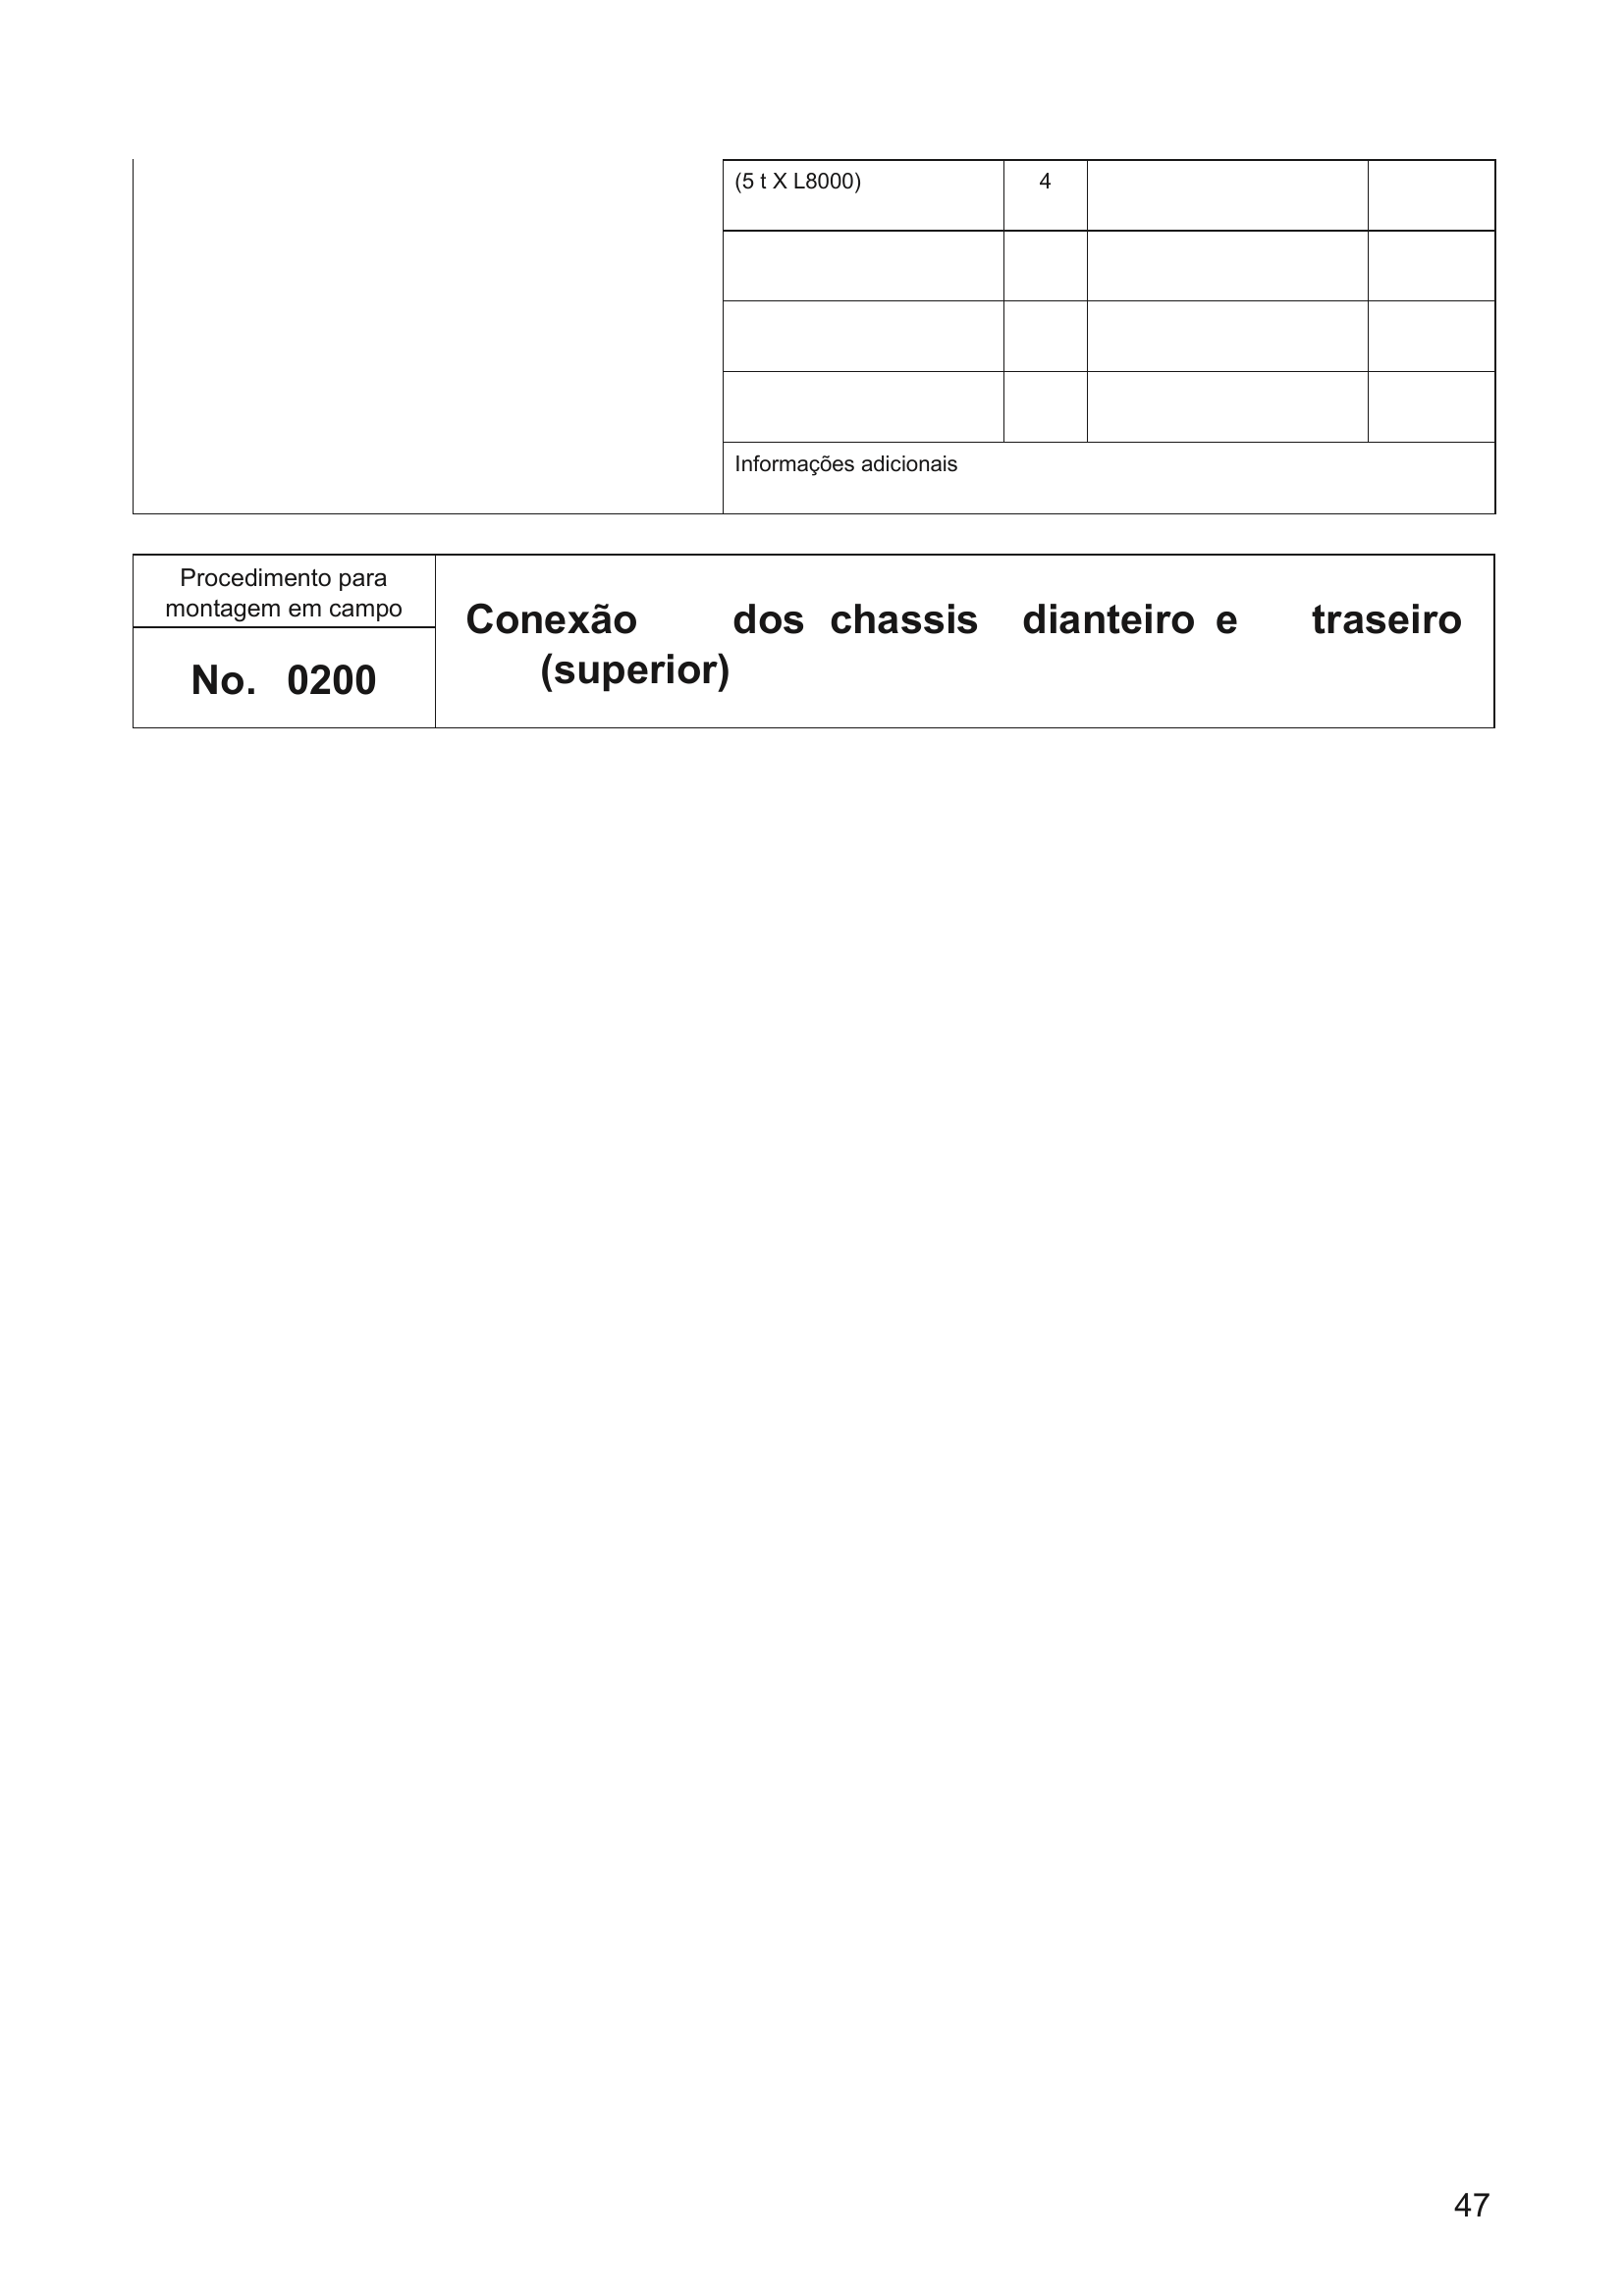 (5 t X L8000) 4
Informações adicionais
Procedimento para
montagem em campo
No. 0200
Conexão dos chassis dianteiro e traseiro
(superior)
47